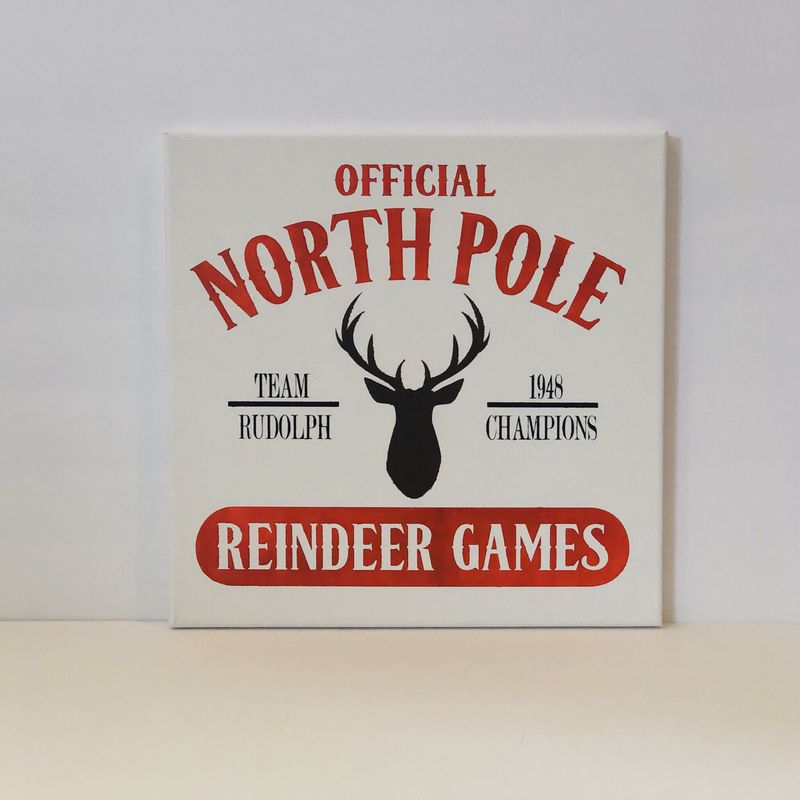 OFFICIAL
NORTH POLE
TEAM
RUDOLPH
1948
CHAMPIONS
REINDEER GAMES